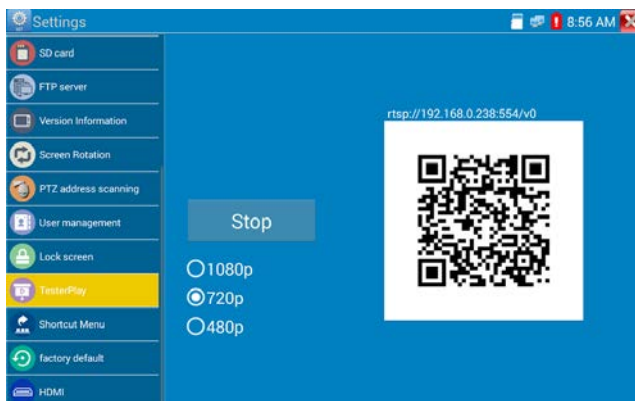 Settings
8:56 AM
SD card
FTP server
Version Information
Screen Rotation
PTZ address scanning
User management
Lock screen
TesterPlay
Shortcut Menu
factory default
HDMI
Stop
1080p
720p
480p
rtsp://192.168.0.238:554/v0